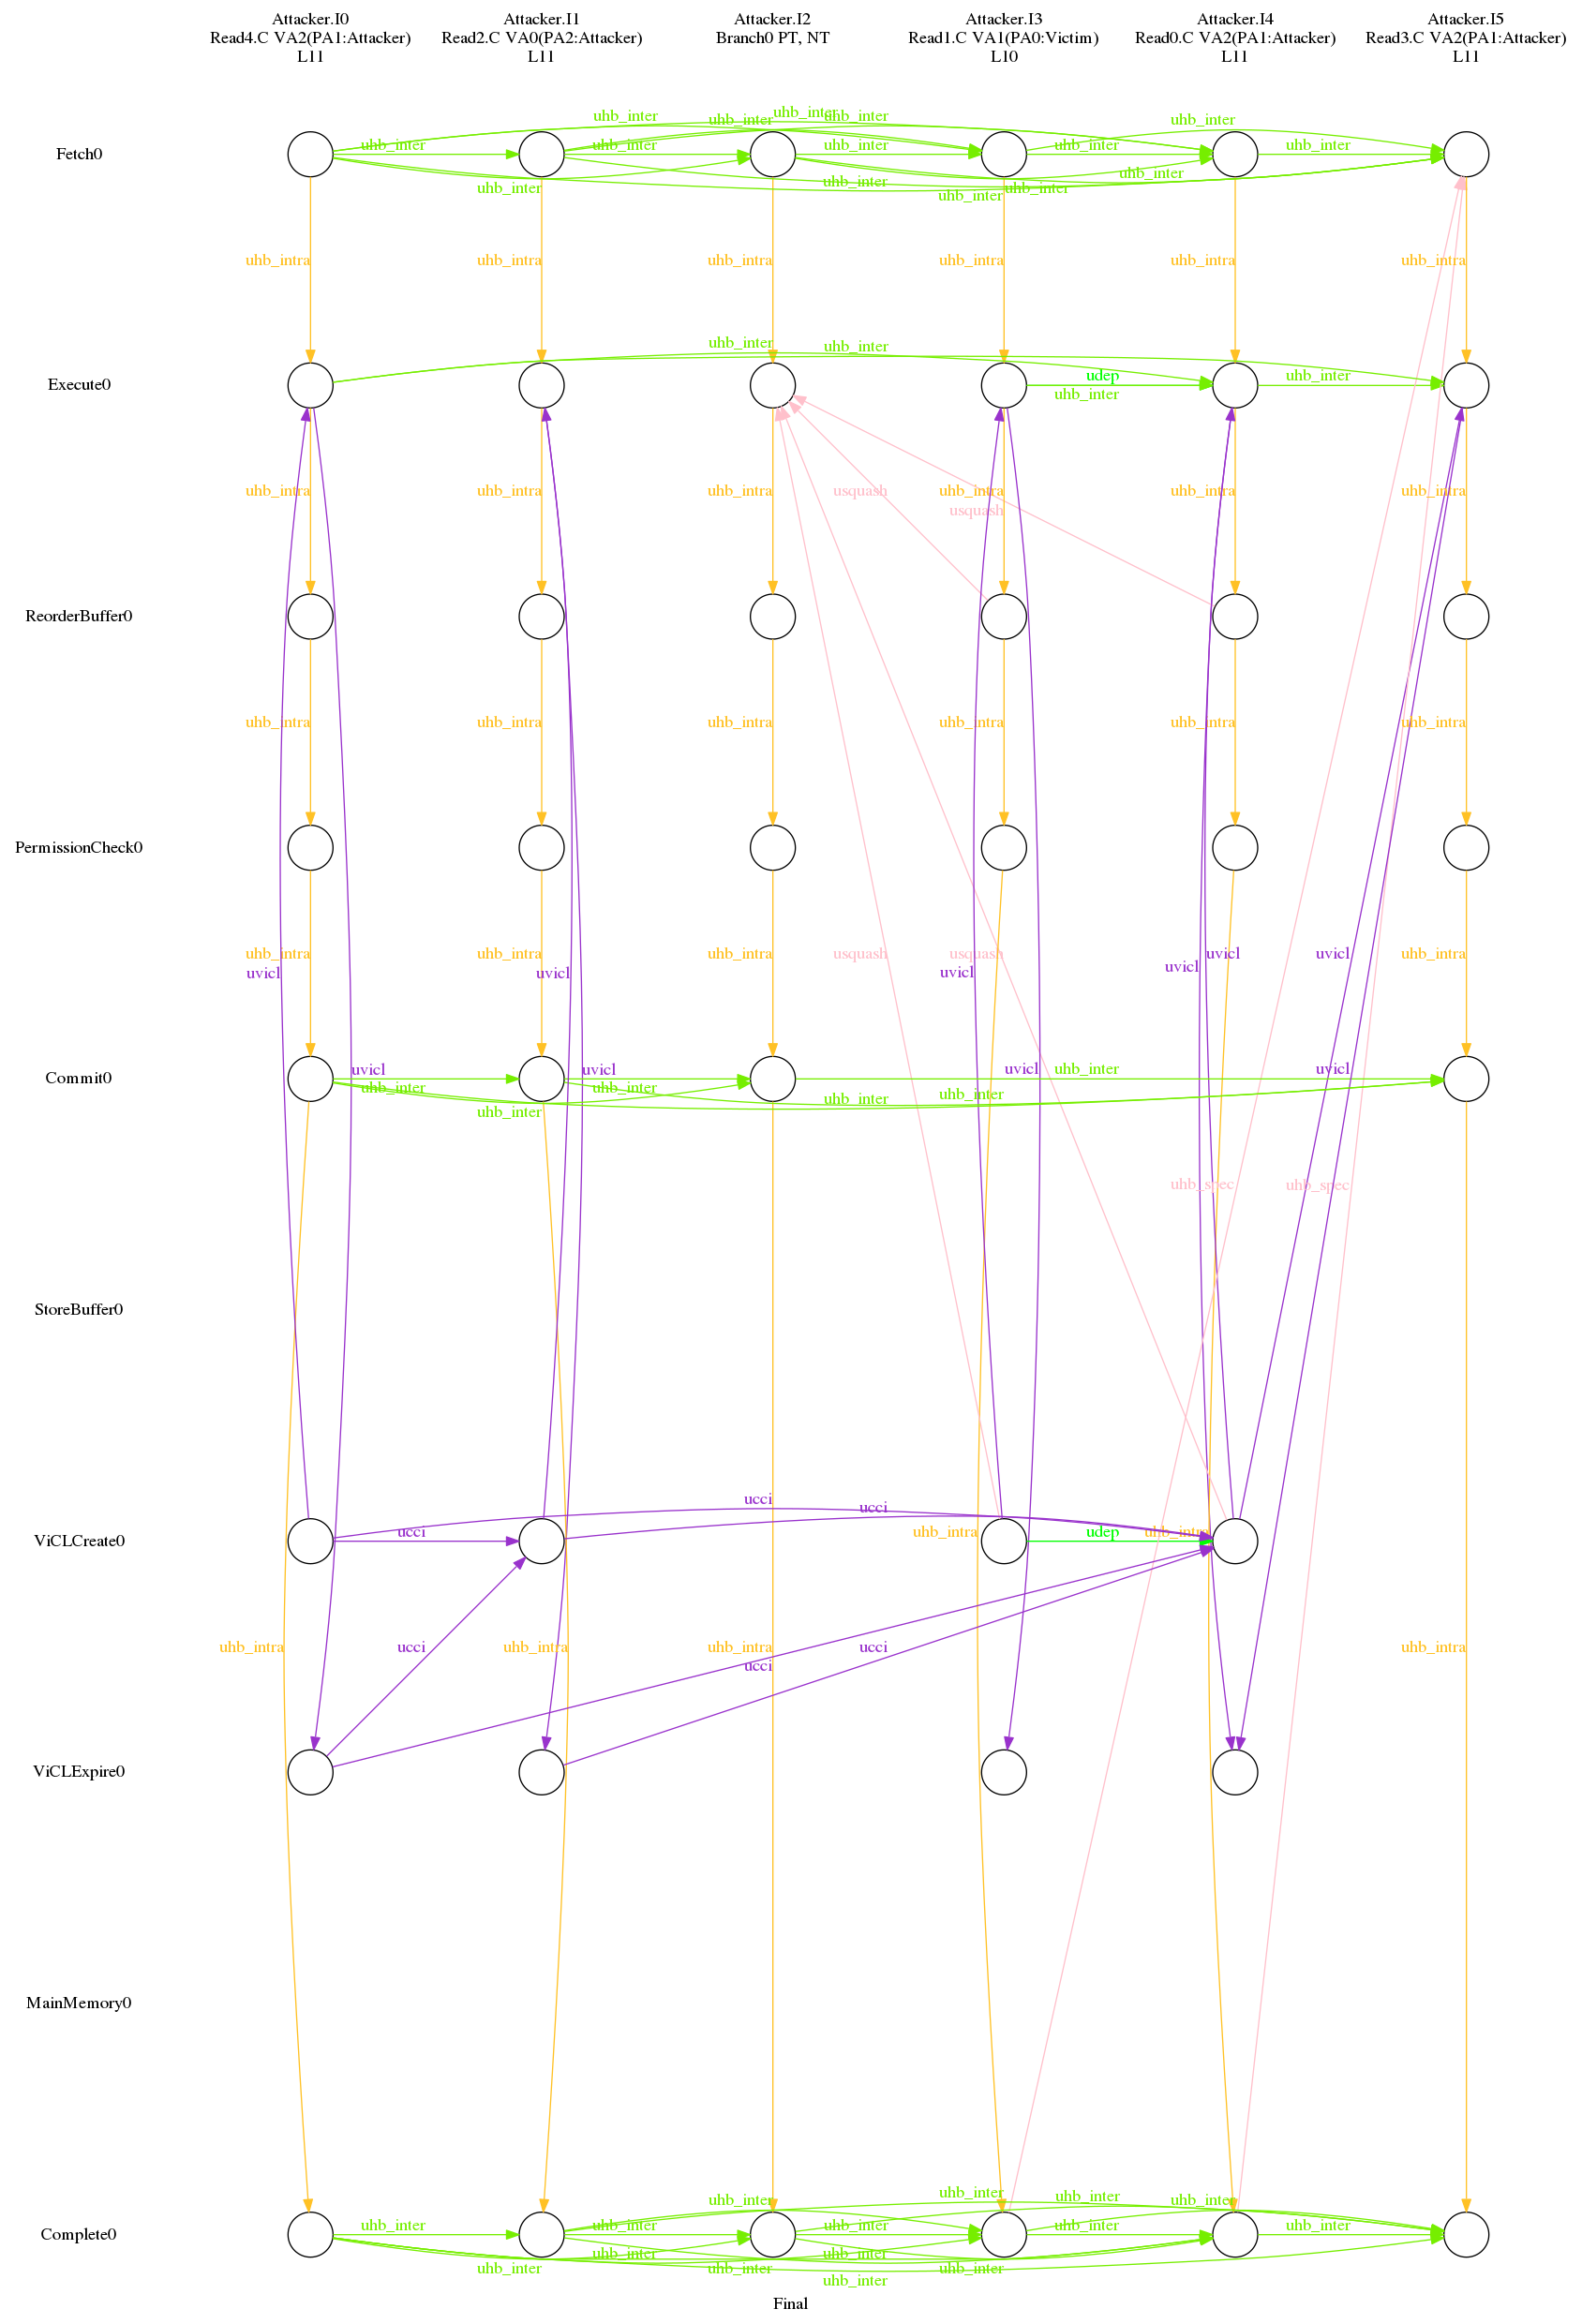 Attacker.I0 Attacker.I1 Attacker.I2 Attacker.I3 Attacker.I4 Attacker.I5
Read4.C VA2(PA1:Attacker) Read2.C VA0(PA2:Attacker) Branch0 PT, NT Read1.C VA1(PA0:Victim) Read0.C VA2(PA1:Attacker) Read3.C VA2(PA1:Attacker)
L1l L1l L10 L1l L1l
uhb_inter uhb_inter uhb_inter uhb_inter uhb_inter
uhb_inter uhb_inter uhb_inter uhb_inter uhb_inter
Fetch0
uhb_inter uhb_inter uhb_inter uhb_inter uhb_inter
uhb_intra uhb_intra uhb_intra uhb_intra uhb_intra uhb_intra
uhb_inter uhb_inter
Execute0 udep uhb_inter
uhb_inter
uhb_intra uhb_intra uhb_intra usquash uhb_intra uhb_intra uhb_intra
usquash
ReorderBuffer0
uhb_intra uhb_intra uhb_intra uhb_intra uhb_intra uhb_intra
PermissionCheck0
uhb_intra uhb_intra uhb_intra usquash usquash uvicl uvicl uhb_intra
uvicl uvicl uvicl uvicl
uvicl uvicl uvicl uhb_inter uvicl
Commit0
uhb_inter uhb_inter uhb_inter uhb_inter
uhb_inter
uhb_spec uhb_spec
StoreBuffer0
ucci ucci
ucci uhb_intra udep uhb_intra
ViCLCreate0
uhb_intra ucci uhb_intra uhb_intra ucci uhb_intra
ucci
ViCLExpire0
MainMemory0
uhb_inter uhb_inter uhb_inter uhb_inter
uhb_inter uhb_inter uhb_inter uhb_inter uhb_inter
Complete0
uhb_inter uhb_inter
uhb_inter uhb_inter uhb_inter
uhb_inter
Final